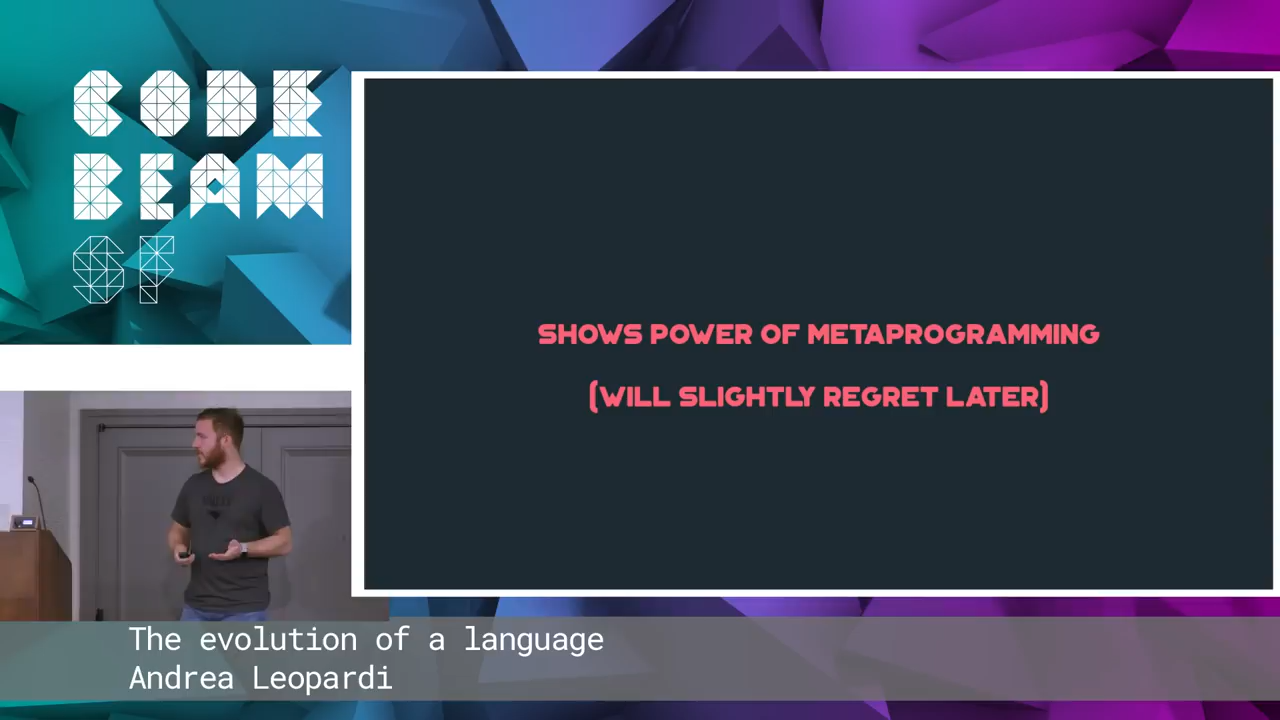 CODE
BEAM
SF
SHOWS POWER OF METAPROGRAMMING
(WILL SLIGHTLY REGRET LATER)
The evolution of a language
Andrea Leopardi